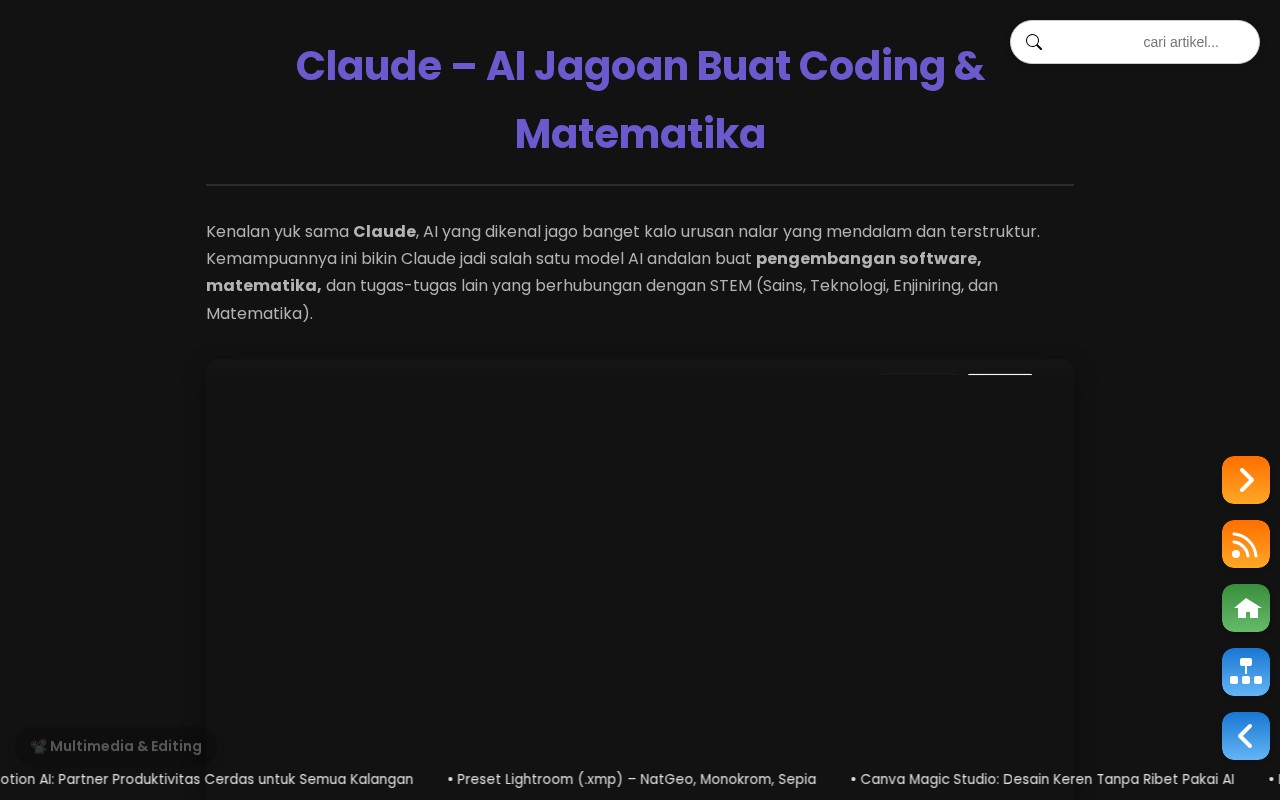 Claude – AI Jagoan Buat Coding &
Matematika
cari artikel...
Kenalan yuk sama Claude, AI yang dikenal jago banget kalo urusan nalar yang mendalam dan terstruktur.
Kemampuannya ini bikin Claude jadi salah satu model AI andalan buat pengembangan software,
matematika, dan tugas-tugas lain yang berhubungan dengan STEM (Sains, Teknologi, Enjiniring, dan
Matematika).
Multimedia & Editing
otion AI: Partner Produktivitas Cerdas untuk Semua Kalangan • Preset Lightroom (.xmp) – NatGeo, Monokrom, Sepia • Canva Magic Studio: Desain Keren Tanpa Ribet Pakai AI •